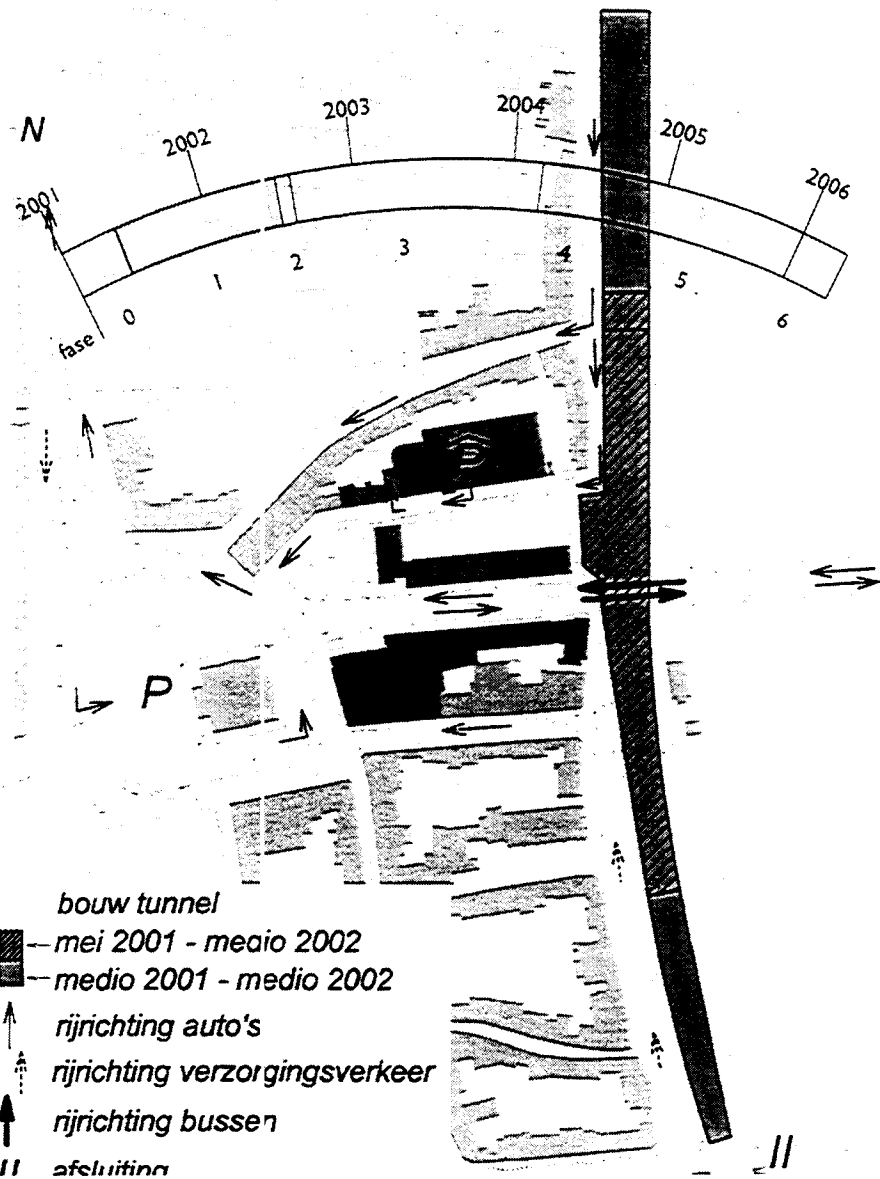 N
2001
2002
2003
2004
2005
2006
fase
0
1
2
3
4
5
6
P
bouw tunnel
mei 2001 - medio 2002
medio 2001 - medio 2002
rijrichting auto's
rijrichting verzorgingsverkeer
rijrichting bussen
afsluiting